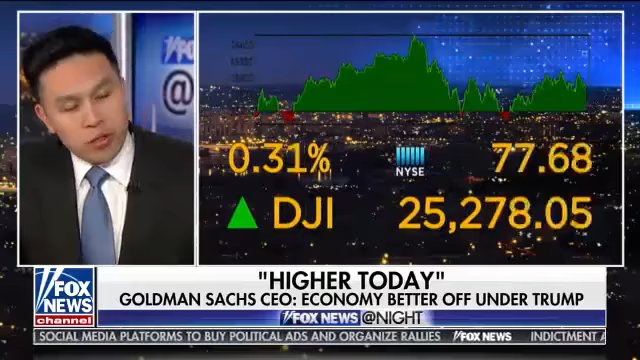 FOX
@
0.31%
NYSE
77.68
DJI
25,278.05
FOX
NEWS
channel
"HIGHER TODAY"
GOLDMAN SACHS CEO: ECONOMY BETTER OFF UNDER TRUMP
FOX NEWS @NIGHT
SOCIAL MEDIA PLATFORMS TO BUY POLITICAL ADS AND ORGANIZE RALLIES FOX NEWS INDICTMENT A